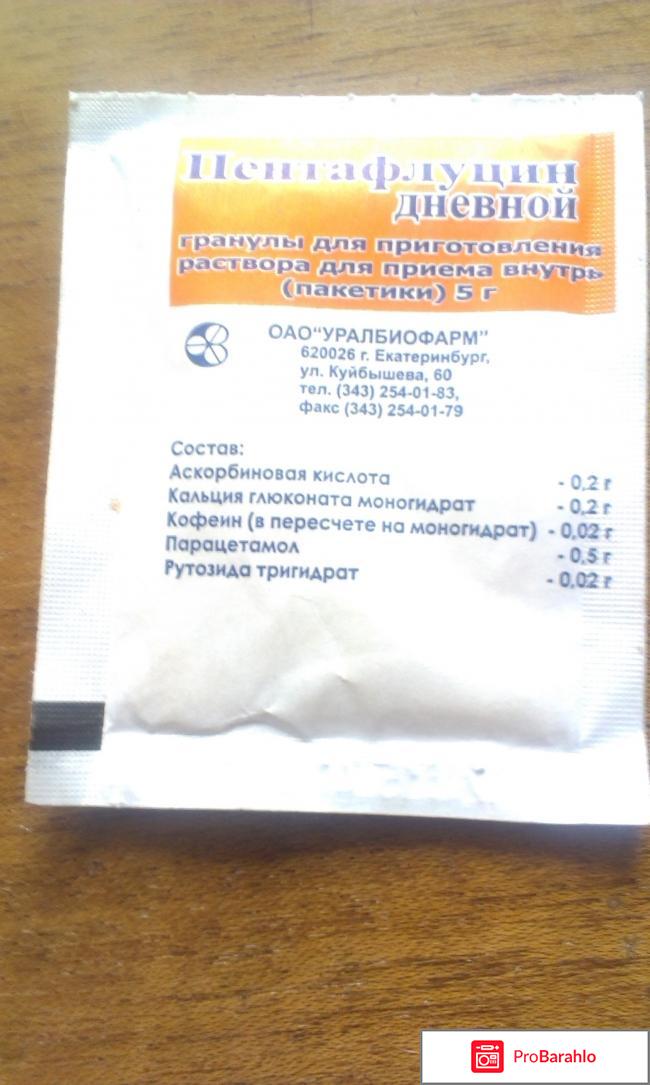 Пентафлуцин
дневной
гранулы для приготовления
раствора для приема внутрь
(пакетики) 5 г
ОАО"УРАЛБИОФАРМ"
620026 г. Екатеринбург,
ул. Куйбышева, 60
тел. (343) 254-01-83,
факс (343) 254-01-79
Состав:
Аскорбиновая кислота - 0,2 г
Кальция глюконата моногидрат - 0,2 г
Кофеин (в пересчете на моногидрат) - 0,02 г
Парацетамол - 0,5 г
Рутозида тригидрат - 0,02 г
ProBarahlo